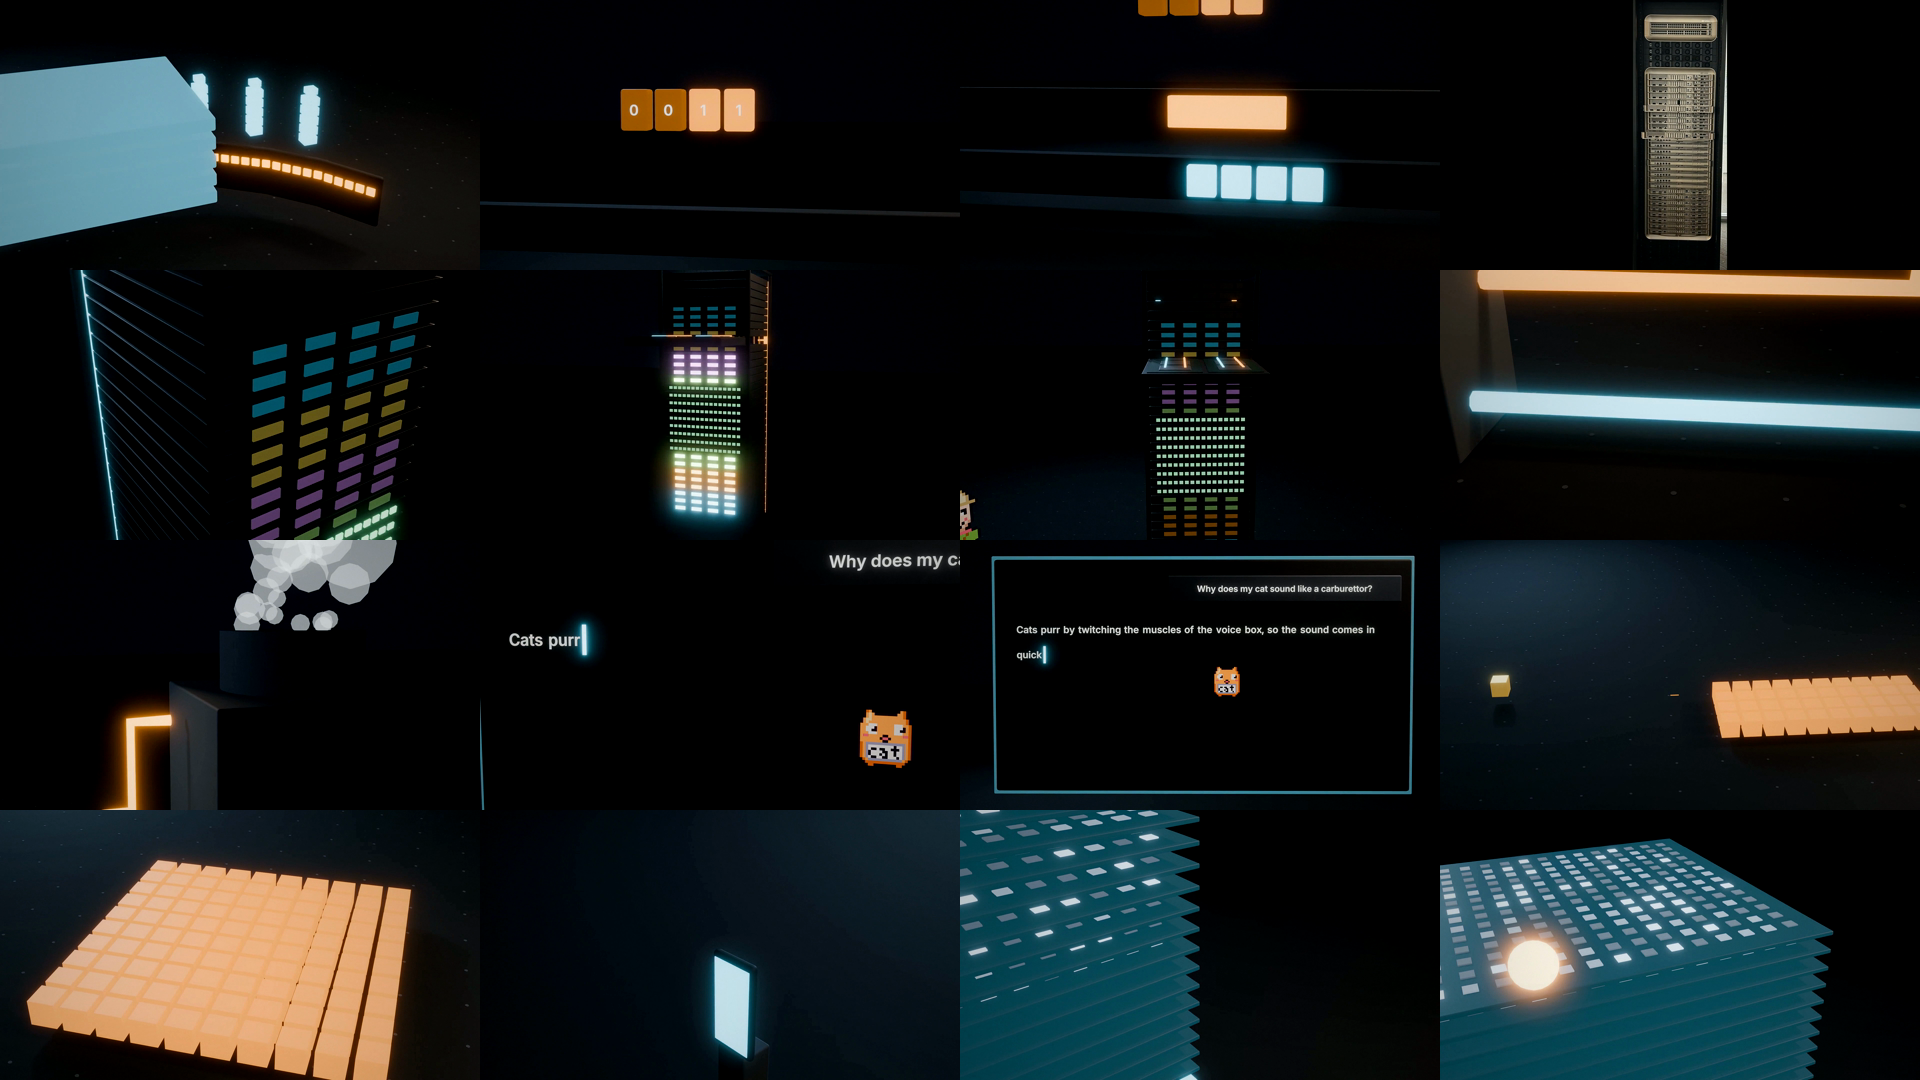 0 0 1 1
Why does my ca
Cats purr
cat
Why does my cat sound like a carburettor?
Cats purr by twitching the muscles of the voice box, so the sound comes in
quick
cat